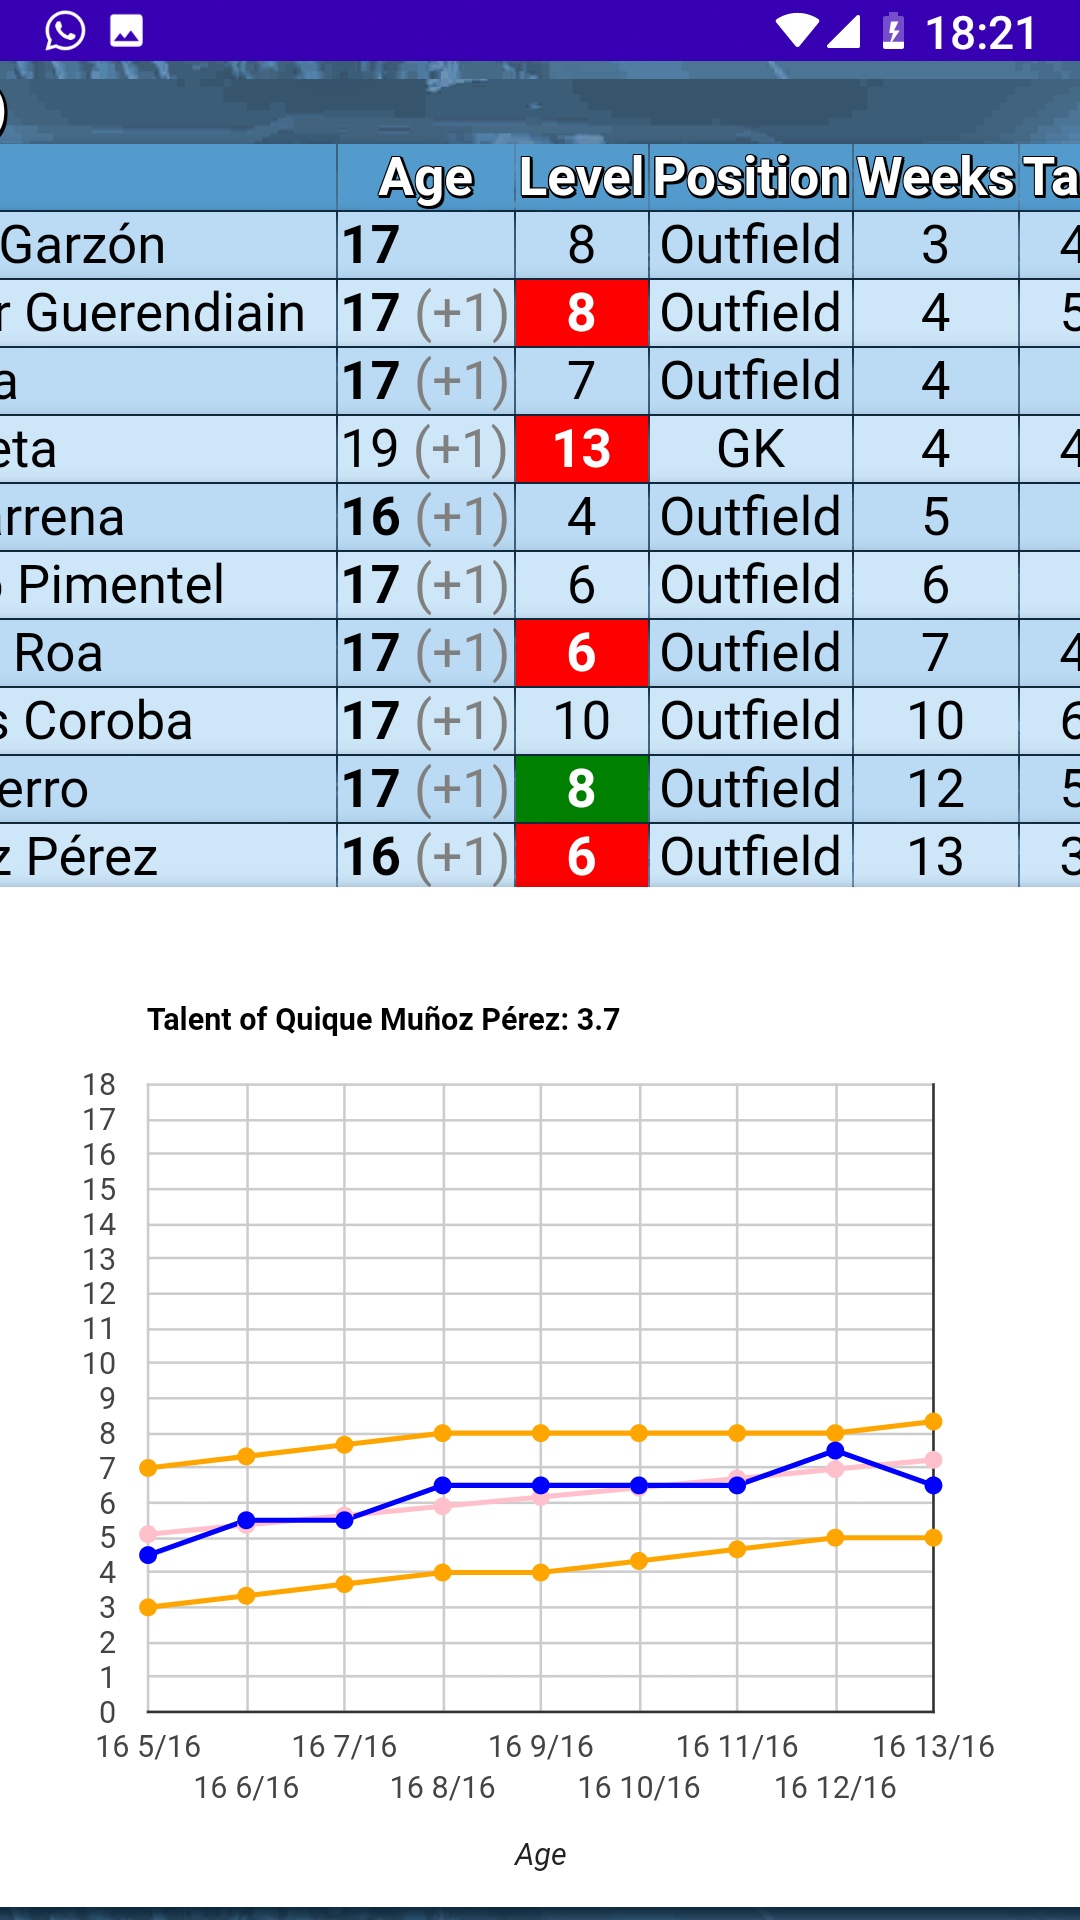 18:21
)
Age Level Position Weeks Ta
Garzón 17 8 Outfield 3 4
r Guerendiain 17 (+1) 8 Outfield 4 5
a 17 (+1) 7 Outfield 4
eta 19 (+1) 13 GK 4 4
arrena 16 (+1) 4 Outfield 5
o Pimentel 17 (+1) 6 Outfield 6
Roa 17 (+1) 6 Outfield 7 4
s Coroba 17 (+1) 10 Outfield 10 6
erro 17 (+1) 8 Outfield 12 5
z Pérez 16 (+1) 6 Outfield 13 3
Talent of Quique Muñoz Pérez: 3.7
18
17
16
15
14
13
12
11
10
9
8
7
6
5
4
3
2
1
0
16 5/16 16 7/16 16 9/16 16 11/16 16 13/16
16 6/16 16 8/16 16 10/16 16 12/16
Age